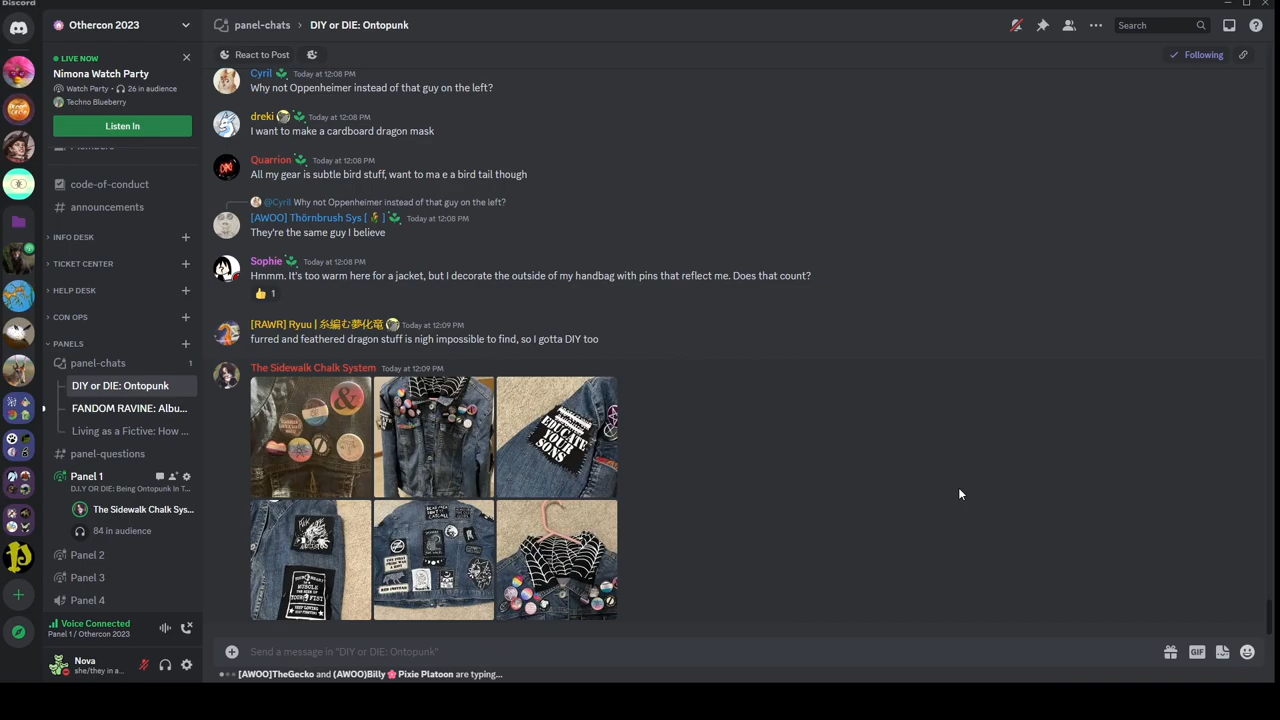 Discord
Othercon 2023
LIVE NOW
Nimona Watch Party
Watch Party • 26 in audience
Techno Blueberry
Listen In
Members
code-of-conduct
announcements
INFO DESK
TICKET CENTER
HELP DESK
CON OPS
PANELS
panel-chats 1
DIY or DIE: Ontopunk
FANDOM RAVINE: Albu...
Living as a Fictive: How ...
panel-questions
Panel 1
D.I.Y OR DIE: Being Ontopunk In T...
The Sidewalk Chalk Sys...
84 in audience
Panel 2
Panel 3
Panel 4
Voice Connected
Panel 1 / Othercon 2023
Nova
she/they in a...
panel-chats > DIY or DIE: Ontopunk
Search
React to Post
Following
Cyril Today at 12:08 PM
Why not Oppenheimer instead of that guy on the left?
dreki Today at 12:08 PM
I want to make a cardboard dragon mask
Quarrion Today at 12:08 PM
All my gear is subtle bird stuff, want to ma e a bird tail though
@Cyril Why not Oppenheimer instead of that guy on the left?
[AWOO] Thörnbrush Sys [ ] Today at 12:08 PM
They're the same guy I believe
Sophie Today at 12:08 PM
Hmmm. It's too warm here for a jacket, but I decorate the outside of my handbag with pins that reflect me. Does that count?
👍 1
[RAWR] Ryuu | 糸編む夢化竜 Today at 12:09 PM
furred and feathered dragon stuff is nigh impossible to find, so I gotta DIY too
The Sidewalk Chalk System Today at 12:09 PM
&
EDUCATE
YOUR
SONS
Send a message in "DIY or DIE: Ontopunk"
GIF
[AWOO]TheGecko and (AWOO)Billy🌸Pixie Platoon are typing...